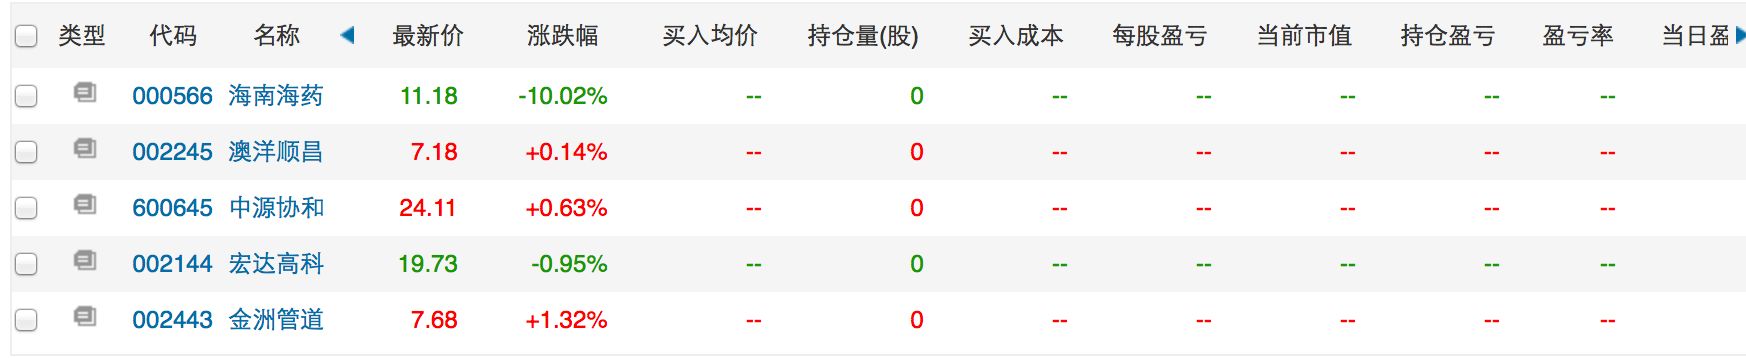 类型 代码 名称 最新价 涨跌幅 买入均价 持仓量(股) 买入成本 每股盈亏 当前市值 持仓盈亏 盈亏率 当日盈
000566 海南海药 11.18 -10.02% -- 0 -- -- -- -- --
002245 澳洋顺昌 7.18 +0.14% -- 0 -- -- -- -- --
600645 中源协和 24.11 +0.63% -- 0 -- -- -- -- --
002144 宏达高科 19.73 -0.95% -- 0 -- -- -- -- --
002443 金洲管道 7.68 +1.32% -- 0 -- -- -- -- --